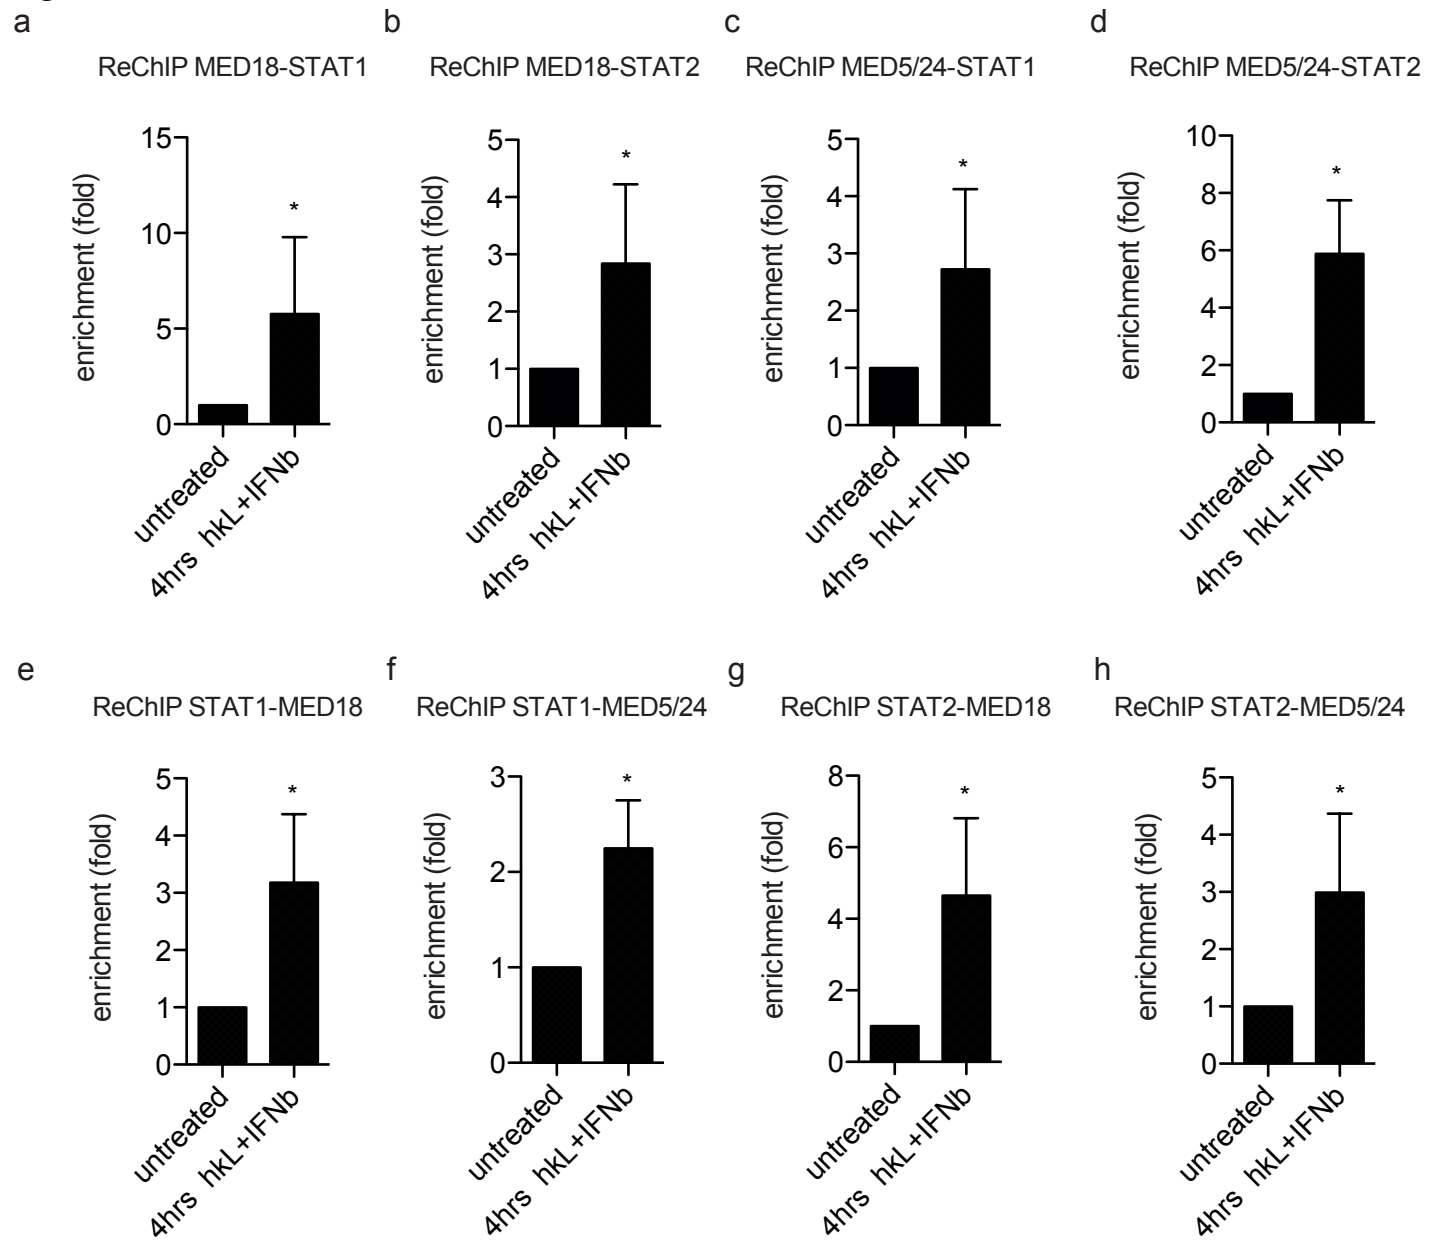 a
ReChIP MED18-STAT1
enrichment (fold)
15
10
5
0
*
untreated
4hrs hkL+IFNb
b
ReChIP MED18-STAT2
enrichment (fold)
5
4
3
2
1
0
*
untreated
4hrs hkL+IFNb
c
ReChIP MED5/24-STAT1
enrichment (fold)
5
4
3
2
1
0
*
untreated
4hrs hkL+IFNb
d
ReChIP MED5/24-STAT2
enrichment (fold)
10
8
6
4
2
0
*
untreated
4hrs hkL+IFNb
e
ReChIP STAT1-MED18
enrichment (fold)
5
4
3
2
1
0
*
untreated
4hrs hkL+IFNb
f
ReChIP STAT1-MED5/24
enrichment (fold)
3
2
1
0
*
untreated
4hrs hkL+IFNb
g
ReChIP STAT2-MED18
enrichment (fold)
8
6
4
2
0
*
untreated
4hrs hkL+IFNb
h
ReChIP STAT2-MED5/24
enrichment (fold)
5
4
3
2
1
0
*
untreated
4hrs hkL+IFNb